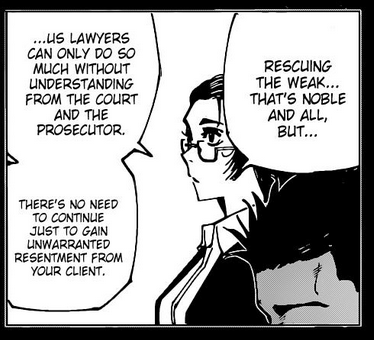 RESCUING
THE WEAK...
THAT'S NOBLE
AND ALL,
BUT...
...US LAWYERS
CAN ONLY DO SO
MUCH WITHOUT
UNDERSTANDING
FROM THE COURT
AND THE
PROSECUTOR.
THERE'S NO NEED
TO CONTINUE
JUST TO GAIN
UNWARRANTED
RESENTMENT FROM
YOUR CLIENT.